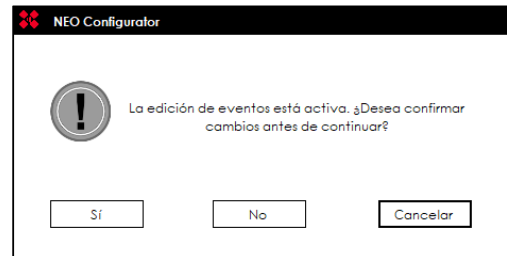 NEO Configurator
La edición de eventos está activa. ¿Desea confirmar
cambios antes de continuar?
Sí
No
Cancelar